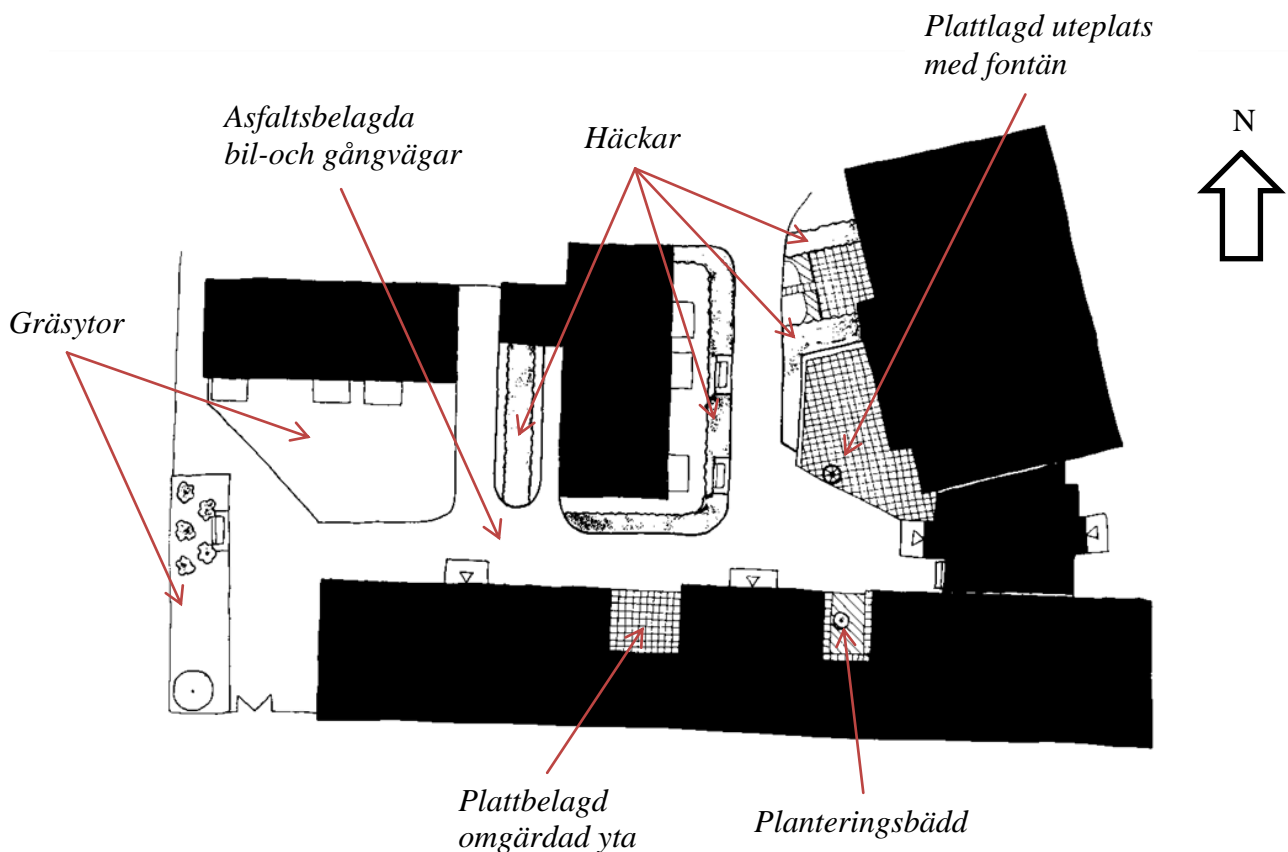 Plattlagd uteplats
med fontän
Asfaltsbelagda
bil-och gångvägar
Häckar
N
Gräsytor
Plattbelagd
omgärdad yta
Planteringsbädd